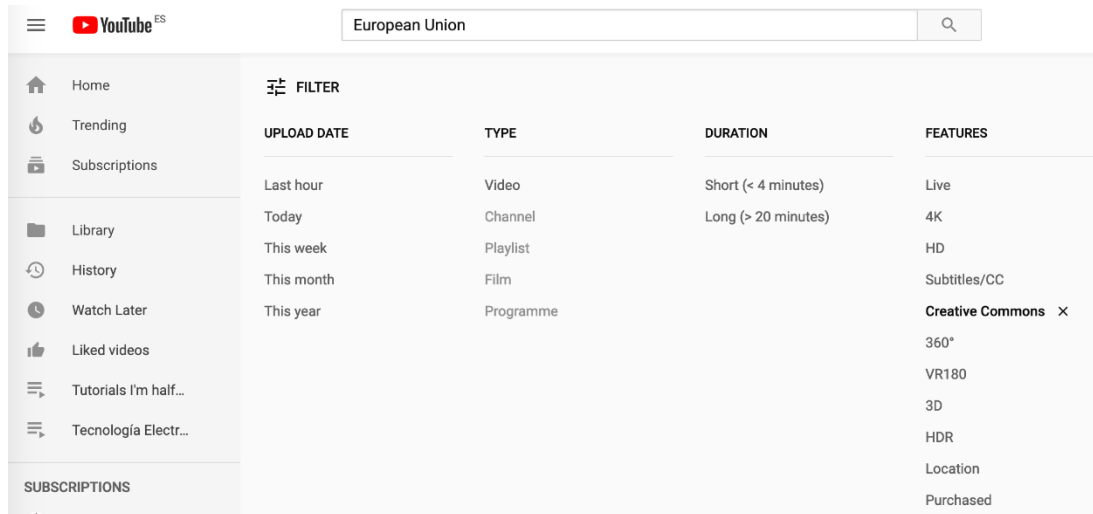 YouTube ES
European Union
Home
Trending
Subscriptions
Library
History
Watch Later
Liked videos
Tutorials I'm half...
Tecnología Electr...
SUBSCRIPTIONS
FILTER
UPLOAD DATE
Last hour
Today
This week
This month
This year
TYPE
Video
Channel
Playlist
Film
Programme
DURATION
Short (< 4 minutes)
Long (> 20 minutes)
FEATURES
Live
4K
HD
Subtitles/CC
Creative Commons
360°
VR180
3D
HDR
Location
Purchased